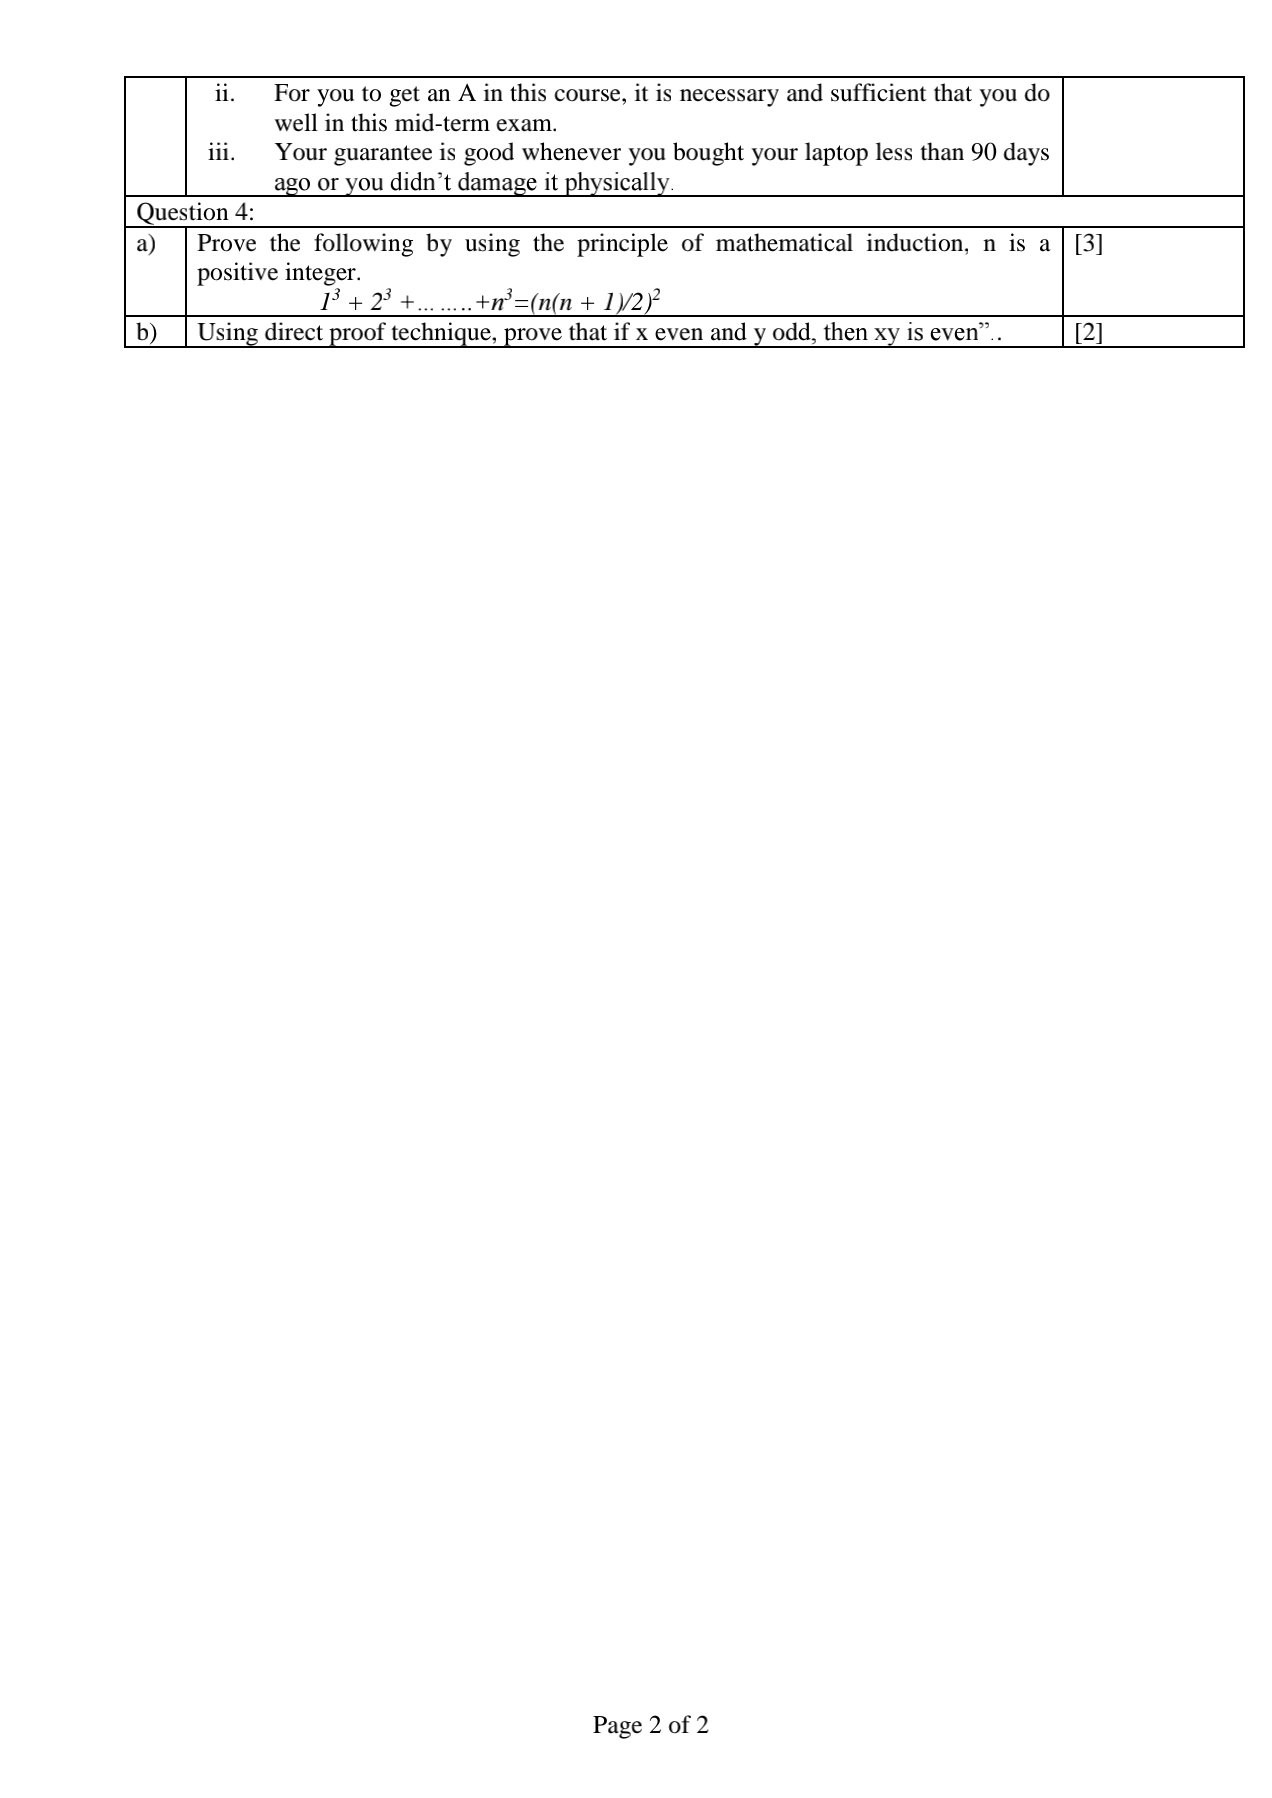 ii. For you to get an A in this course, it is necessary and sufficient that you do
well in this mid-term exam.
iii. Your guarantee is good whenever you bought your laptop less than 90 days
ago or you didn’t damage it physically.
Question 4:
a) Prove the following by using the principle of mathematical induction, n is a [3]
positive integer.
1³ + 2³ +… …..+n³=(n(n + 1)/2)²
b) Using direct proof technique, prove that if x even and y odd, then xy is even”.. [2]
Page 2 of 2